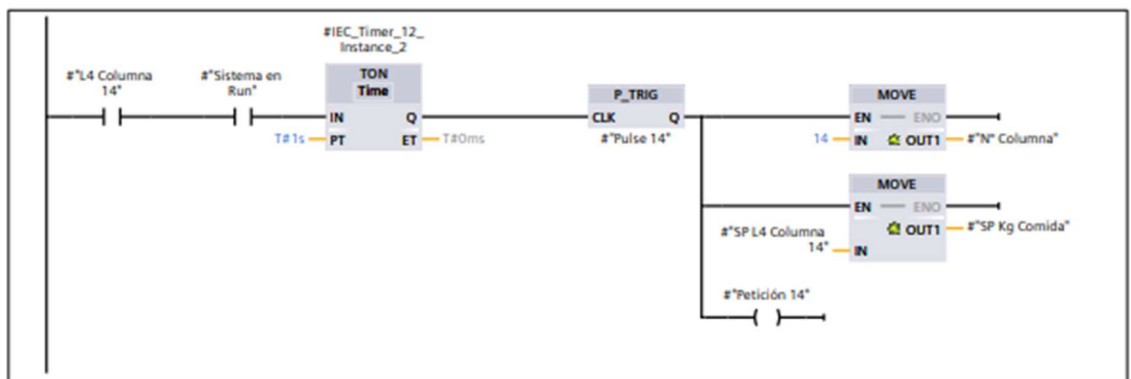 #IEC_Timer_12_
Instance_2
#"L4 Columna
14"
#"Sistema en
Run"
TON
Time
IN Q
T#1s PT ET T#0ms
P_TRIG
CLK Q
#"Pulse 14"
MOVE
EN ENO
14 IN OUT1 #"N° Columna"
MOVE
EN ENO
OUT1 #"SP Kg Comida"
#"SP L4 Columna
14" IN
#"Petición 14"